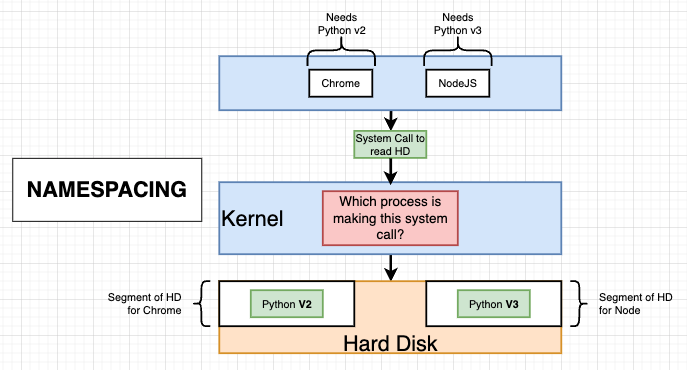 Needs
Python v2
Needs
Python v3
Chrome
NodeJS
System Call to
read HD
NAMESPACING
Kernel
Which process is
making this system
call?
Segment of HD
for Chrome
Python V2
Python V3
Segment of HD
for Node
Hard Disk